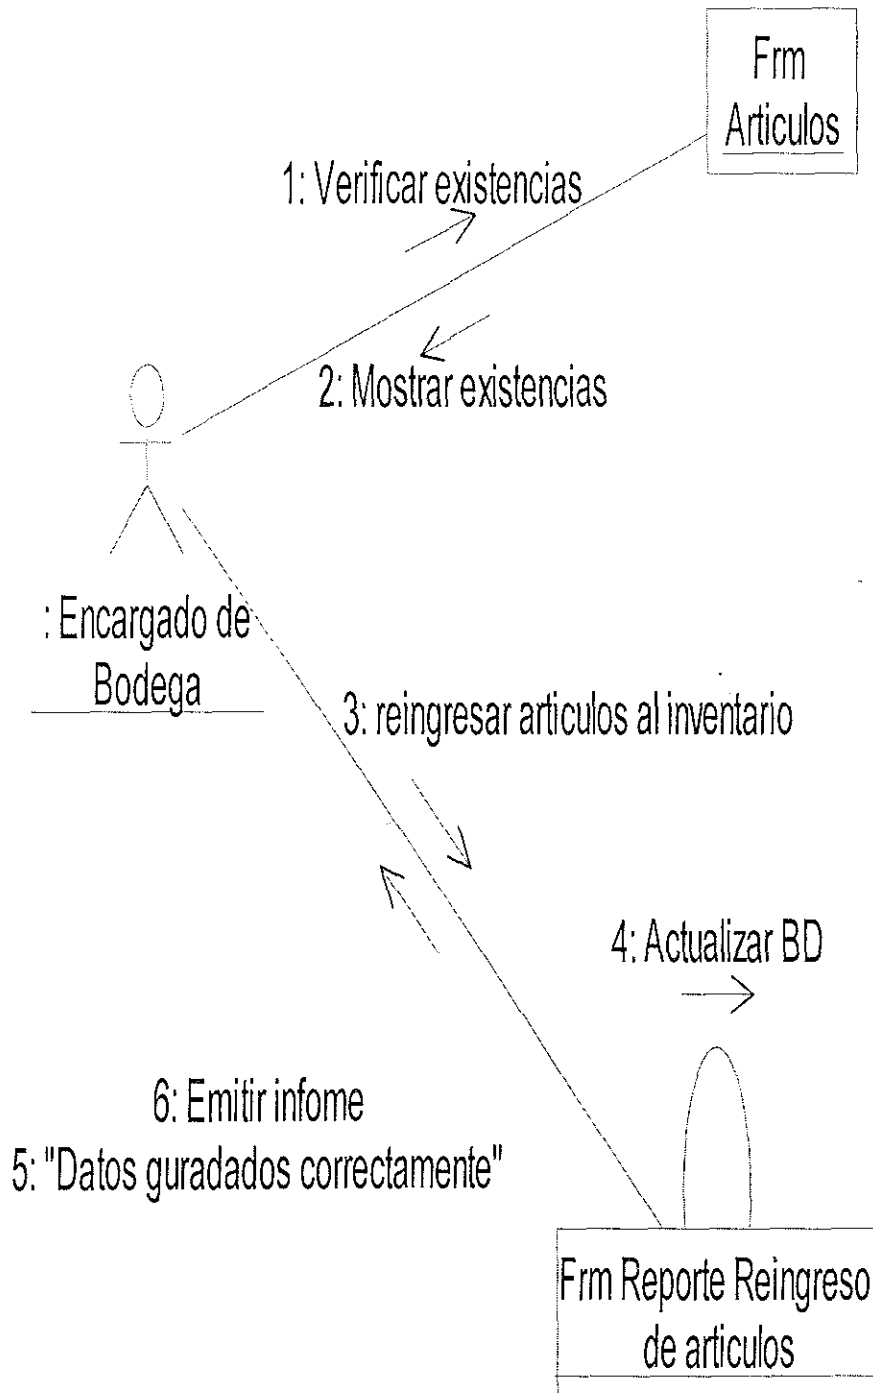 Frm
Articulos
1: Verificar existencias
2: Mostrar existencias
: Encargado de
Bodega
3: reingresar articulos al inventario
4: Actualizar BD
6: Emitir infome
5: "Datos guradados correctamente"
Frm Reporte Reingreso
de articulos